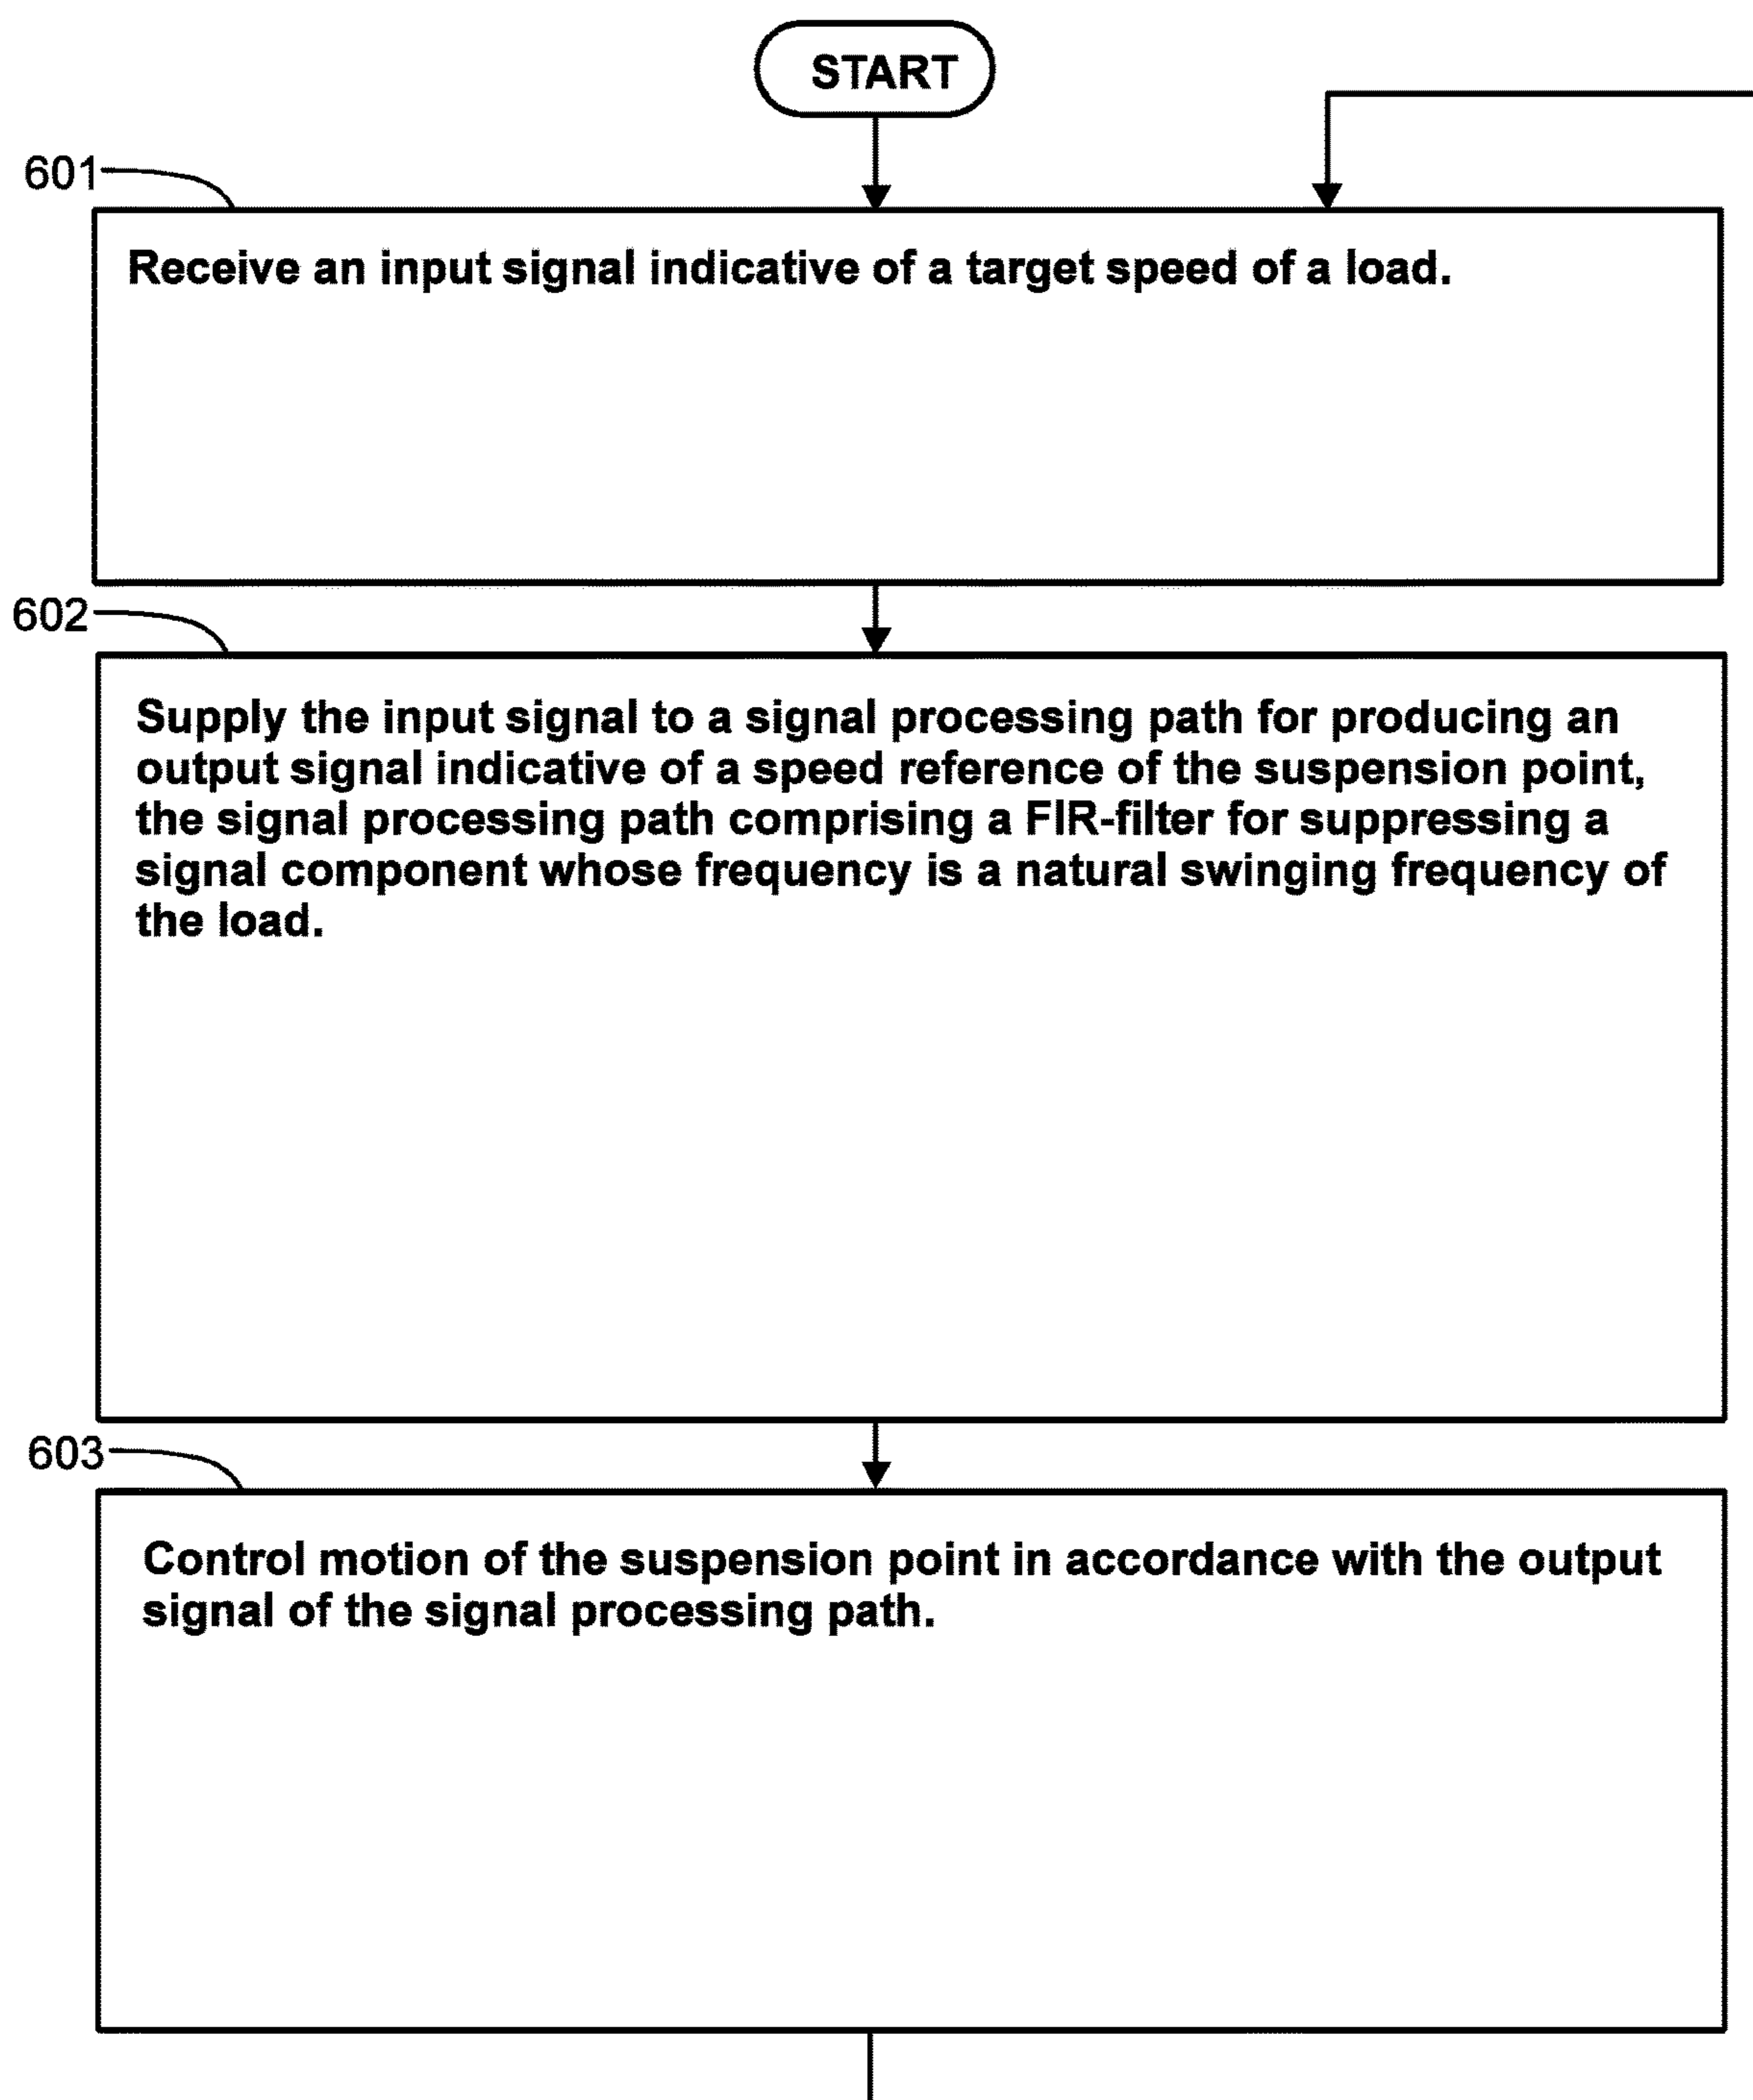 START
601
Receive an input signal indicative of a target speed of a load.
602
Supply the input signal to a signal processing path for producing an
output signal indicative of a speed reference of the suspension point,
the signal processing path comprising a FIR-filter for suppressing a
signal component whose frequency is a natural swinging frequency of
the load.
603
Control motion of the suspension point in accordance with the output
signal of the signal processing path.